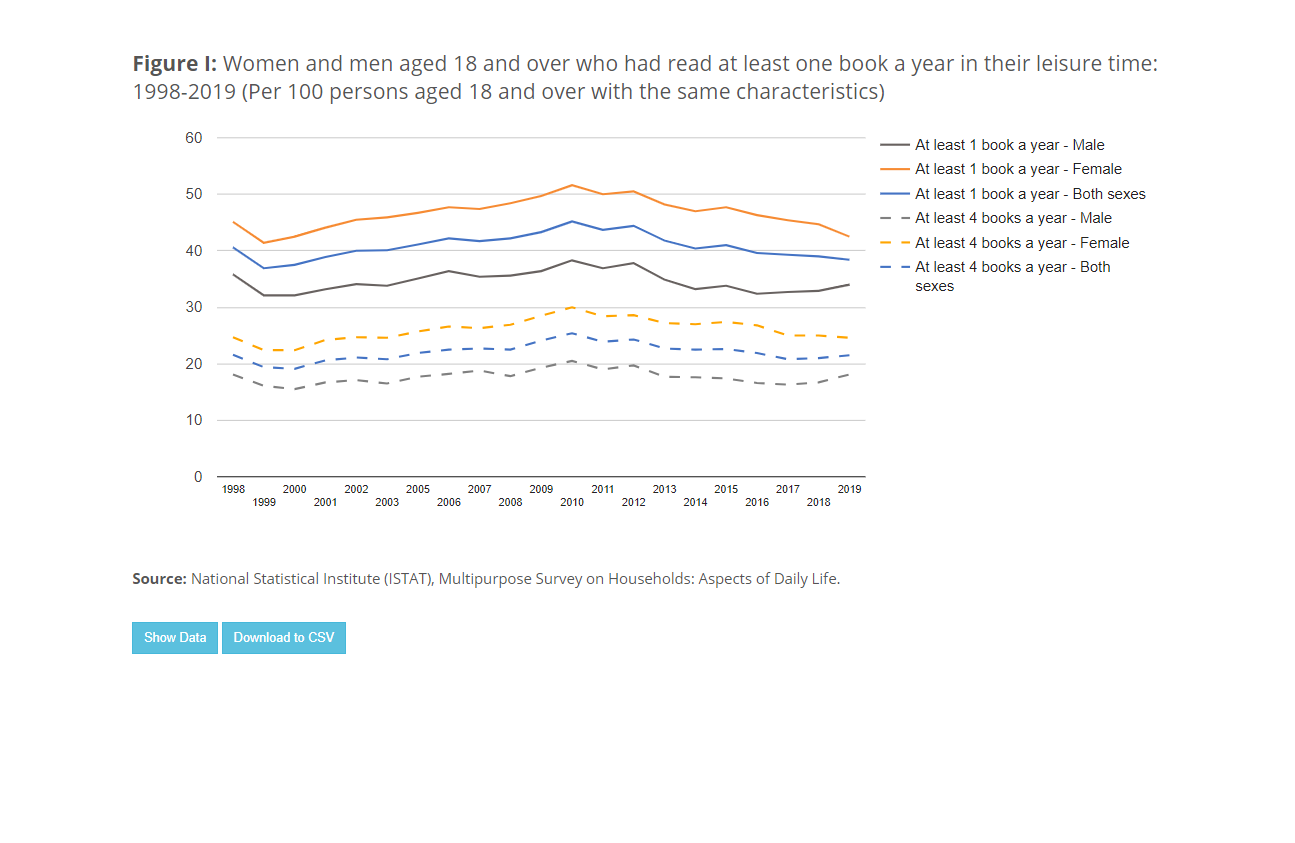 Figure I: Women and men aged 18 and over who had read at least one book a year in their leisure time:
1998-2019 (Per 100 persons aged 18 and over with the same characteristics)
60
50
40
30
20
10
0
At least 1 book a year - Male
At least 1 book a year - Female
At least 1 book a year - Both sexes
At least 4 books a year - Male
At least 4 books a year - Female
At least 4 books a year - Both
sexes
1998 2000 2002 2005 2007 2009 2011 2013 2015 2017 2019
1999 2001 2003 2006 2008 2010 2012 2014 2016 2018
Source: National Statistical Institute (ISTAT), Multipurpose Survey on Households: Aspects of Daily Life.
Show Data Download to CSV